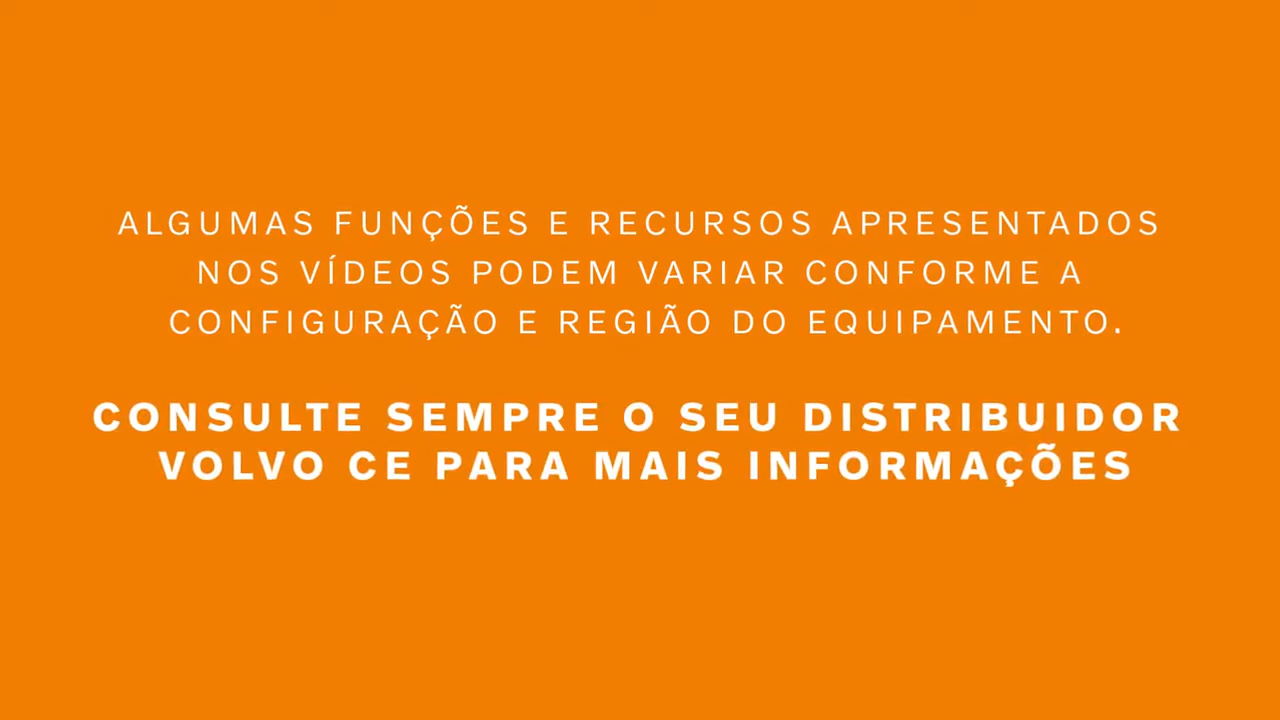 ALGUMAS FUNÇÕES E RECURSOS APRESENTADOS
NOS VÍDEOS PODEM VARIAR CONFORME A
CONFIGURAÇÃO E REGIÃO DO EQUIPAMENTO.
CONSULTE SEMPRE O SEU DISTRIBUIDOR
VOLVO CE PARA MAIS INFORMAÇÕES